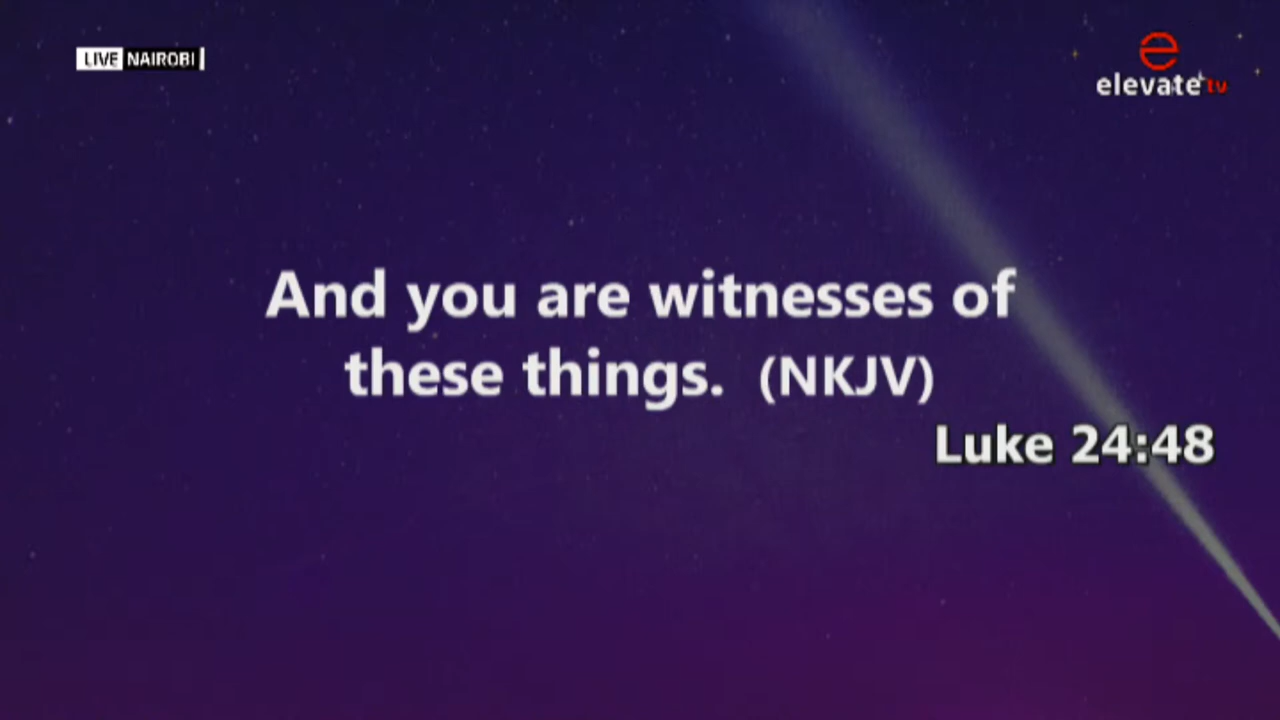 LIVE NAIROBI
e
elevate tv
And you are witnesses of
these things. (NKJV)
Luke 24:48